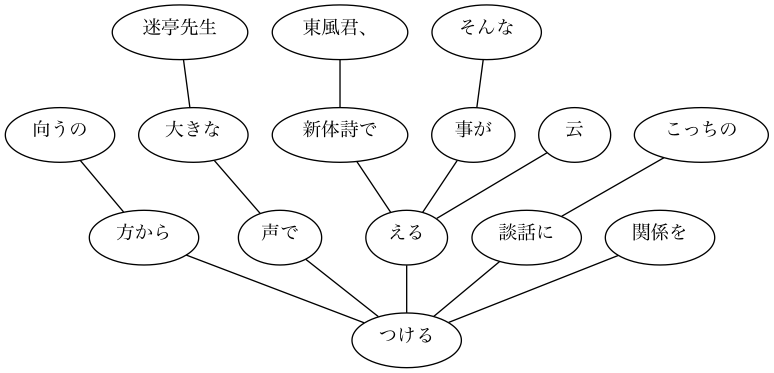 迷亭先生
東風君、
そんな
向うの
大きな
新体詩で
事が
云
こっちの
方から
声で
える
談話に
関係を
つける